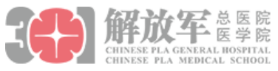 301 解放军 总医院
医学院
CHINESE PLA GENERAL HOSPITAL
CHINESE PLA MEDICAL SCHOOL